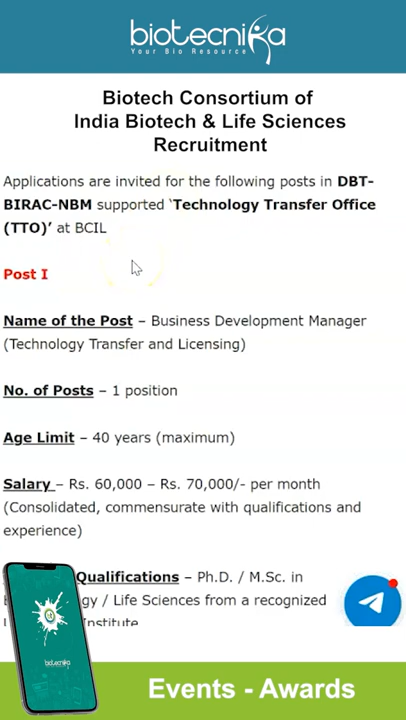 biotecnika
Your Bio Resource
Biotech Consortium of
India Biotech & Life Sciences
Recruitment
Applications are invited for the following posts in DBT-
BIRAC-NBM supported ‘Technology Transfer Office
(TTO)’ at BCIL
Post I
Name of the Post – Business Development Manager
(Technology Transfer and Licensing)
No. of Posts – 1 position
Age Limit – 40 years (maximum)
Salary – Rs. 60,000 – Rs. 70,000/- per month
(Consolidated, commensurate with qualifications and
experience)
Qualifications – Ph.D. / M.Sc. in
gy / Life Sciences from a recognized
Institute
biotecnika
Events - Awards